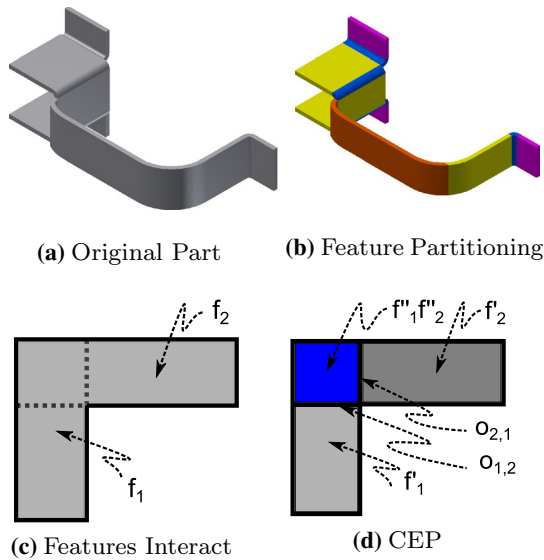 (a) Original Part
(b) Feature Partitioning
f₂
f₁
(c) Features Interact
f"₁f"₂
f'₂
o₂,₁
o₁,₂
f'₁
(d) CEP